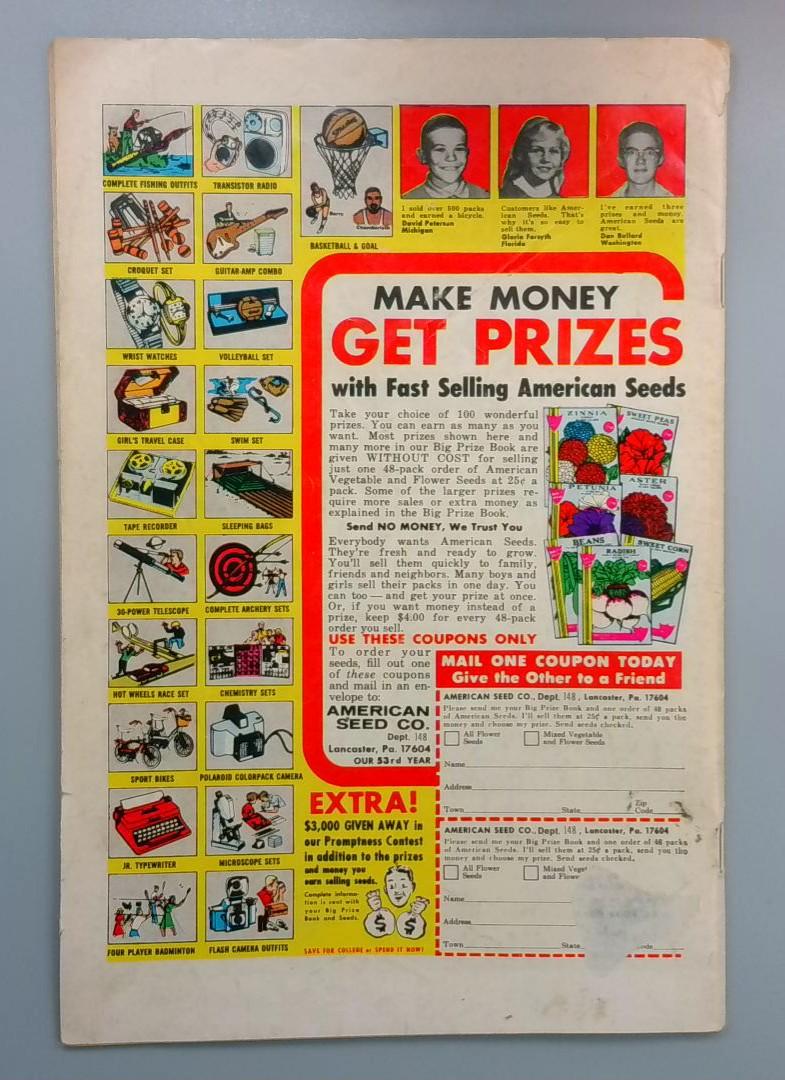 COMPLETE FISHING OUTFITS
TRANSISTOR RADIO
CROQUET SET
GUITAR-AMP COMBO
WRIST WATCHES
VOLLEYBALL SET
GIRL'S TRAVEL CASE
SWIM SET
TAPE RECORDER
SLEEPING BAGS
30-POWER TELESCOPE
COMPLETE ARCHERY SETS
HOT WHEELS RACE SET
CHEMISTRY SETS
SPORT BIKES
POLAROID COLORPACK CAMERA
JR. TYPEWRITER
MICROSCOPE SETS
FOUR PLAYER BADMINTON
FLASH CAMERA OUTFITS
SPALDING
Barry
Chamberlain
BASKETBALL & GOAL
I sold over 500 packs
and earned a bicycle.
David Peterson
Michigan
Customers like Amer-
ican Seeds. That's
why it's so easy to
sell them.
Gloria Forsyth
Florida
I've earned three
prizes and money.
American Seeds are
great.
Dan Ballard
Washington
MAKE MONEY
GET PRIZES
with Fast Selling American Seeds
Take your choice of 100 wonderful
prizes. You can earn as many as you
want. Most prizes shown here and
many more in our Big Prize Book are
given WITHOUT COST for selling
just one 48-pack order of American
Vegetable and Flower Seeds at 25¢ a
pack. Some of the larger prizes re-
quire more sales or extra money as
explained in the Big Prize Book.
Send NO MONEY, We Trust You
Everybody wants American Seeds.
They're fresh and ready to grow.
You'll sell them quickly to family,
friends and neighbors. Many boys and
girls sell their packs in one day. You
can too — and get your prize at once.
Or, if you want money instead of a
prize, keep $4.00 for every 48-pack
order you sell.
ZINNIA
SWEET PEAS
PETUNIA
ASTER
BEANS
RADISH
SWEET CORN
USE THESE COUPONS ONLY
To order your
seeds, fill out one
of these coupons
and mail in an en-
velope to:
AMERICAN
SEED CO.
Dept. 148
Lancaster, Pa. 17604
OUR 53rd YEAR
MAIL ONE COUPON TODAY
Give the Other to a Friend
AMERICAN SEED CO., Dept. 148, Lancaster, Pa. 17604
Please send me your Big Prize Book and one order of 48 packs
of American Seeds. I'll sell them at 25¢ a pack, send you the
money and choose my prize. Send seeds checked.
All Flower
Seeds
Mixed Vegetable
and Flower Seeds
Name
Address
Town State Zip
Code
AMERICAN SEED CO., Dept. 148, Lancaster, Pa. 17604
Please send me your Big Prize Book and one order of 48 packs
of American Seeds. I'll sell them at 25¢ a pack, send you the
money and choose my prize. Send seeds checked.
All Flower
Seeds
Mixed Veget
and Flowe
Name
Address
Town State ode
EXTRA!
$3,000 GIVEN AWAY in
our Promptness Contest
in addition to the prizes
and money you
earn selling seeds.
Complete informa-
tion is sent with
your Big Prize
Book and Seeds.
$ $
SAVE FOR COLLEGE or SPEND IT NOW!